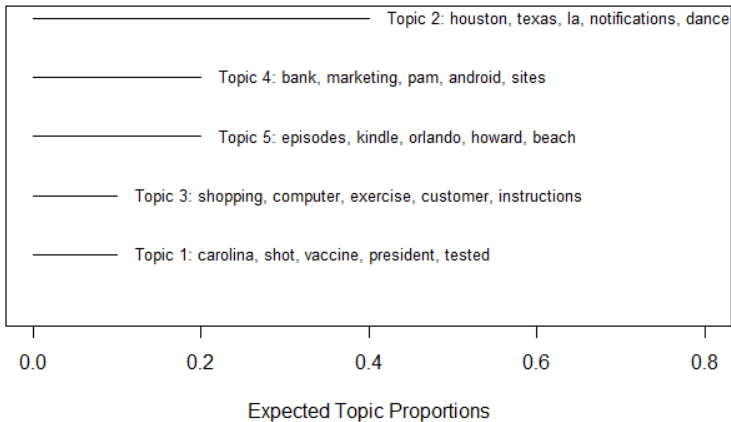 Topic 2: houston, texas, la, notifications, dance
Topic 4: bank, marketing, pam, android, sites
Topic 5: episodes, kindle, orlando, howard, beach
Topic 3: shopping, computer, exercise, customer, instructions
Topic 1: carolina, shot, vaccine, president, tested
0.0 0.2 0.4 0.6 0.8
Expected Topic Proportions